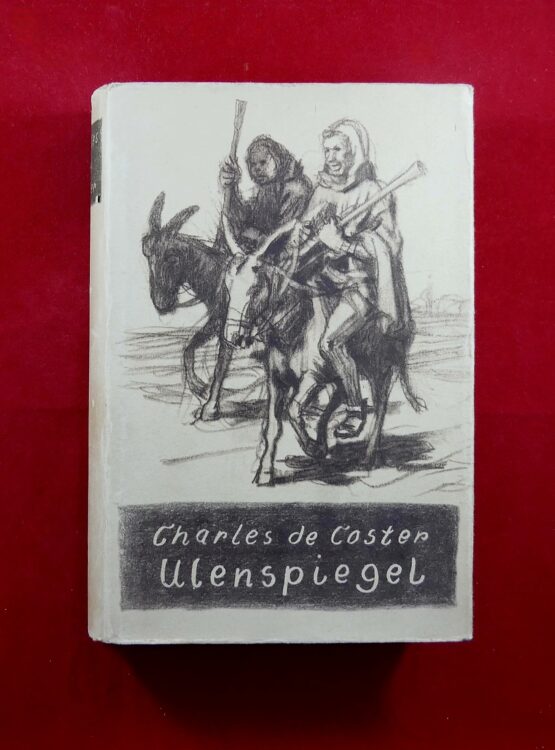 Charles de Coster
Ulenspiegel